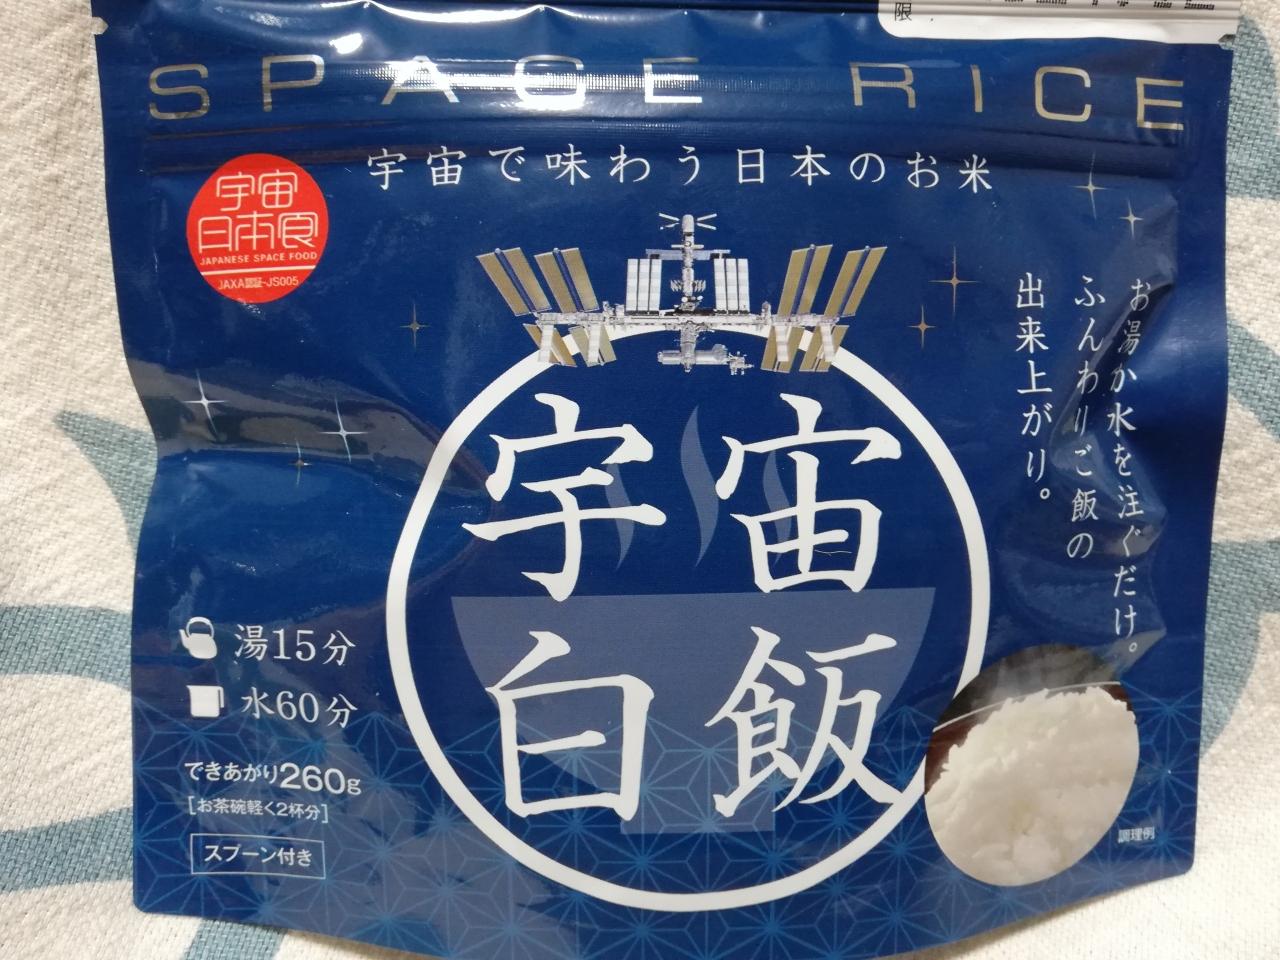 限
SPACE RICE
宇宙で味わう日本のお米
宇宙
日本食
JAPANESE SPACE FOOD
JAXA認証-JS005
お湯か水を注ぐだけ。
ふんわりご飯の
出来上がり。
宇宙
白飯
湯15分
水60分
できあがり260g
[お茶碗軽く2杯分]
スプーン付き
調理例